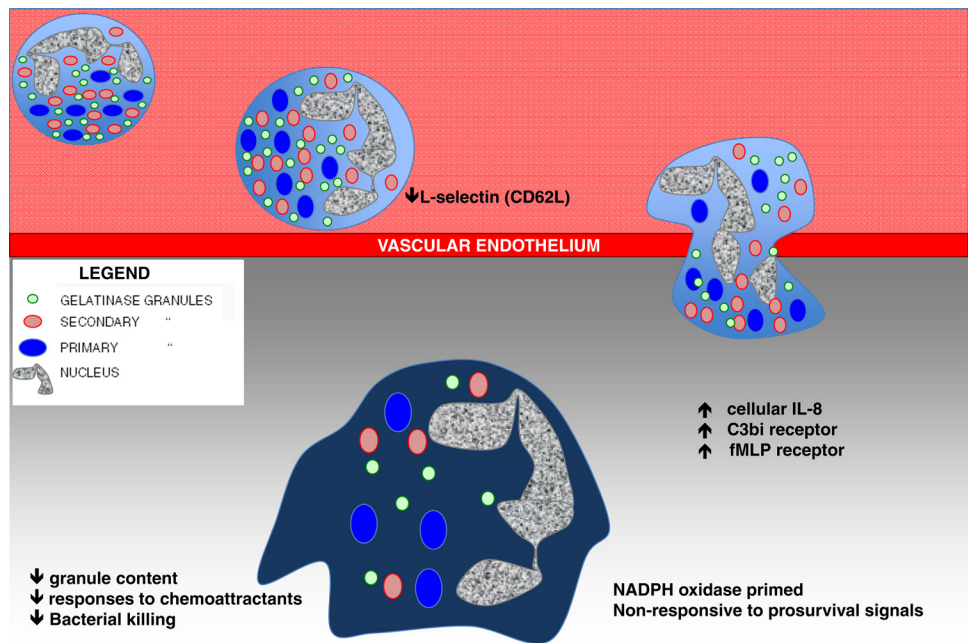 🡫L-selectin (CD62L)
VASCULAR ENDOTHELIUM
LEGEND
GELATINASE GRANULES
SECONDARY “
PRIMARY “
NUCLEUS
🡩 cellular IL-8
🡩 C3bi receptor
🡩 fMLP receptor
🡫 granule content
🡫 responses to chemoattractants
🡫 Bacterial killing
NADPH oxidase primed
Non-responsive to prosurvival signals